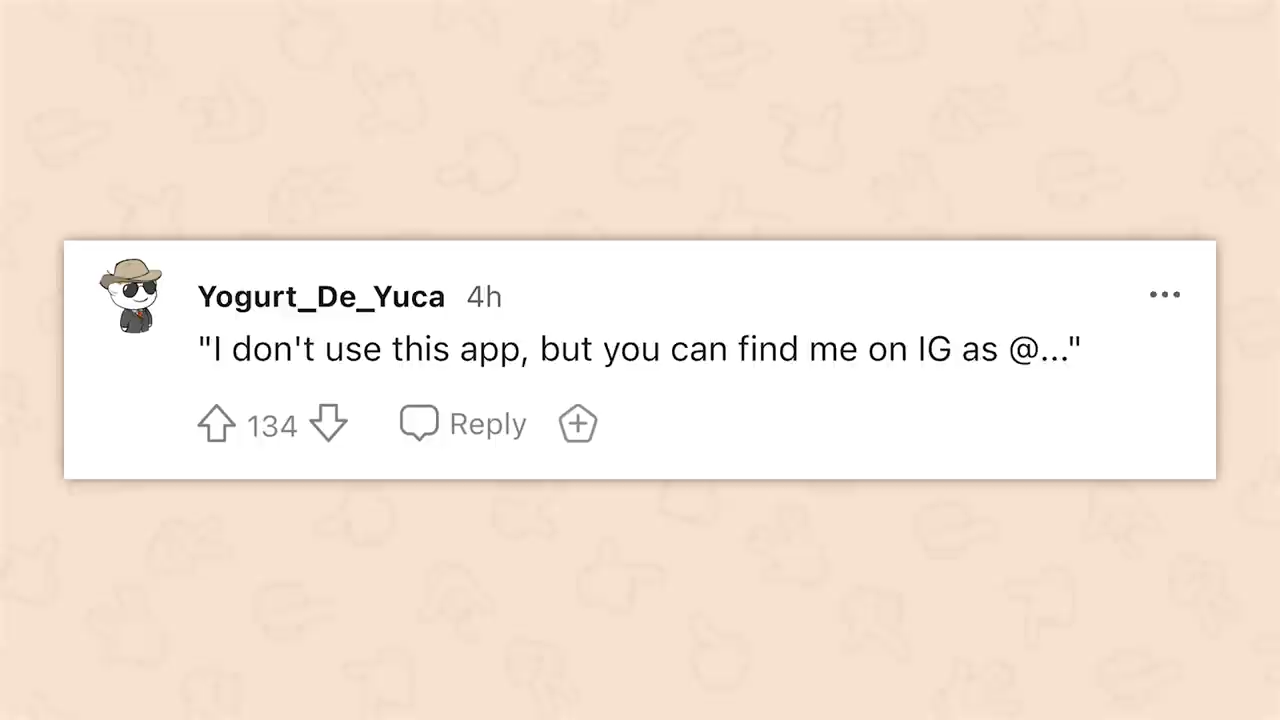 Yogurt_De_Yuca 4h
"I don't use this app, but you can find me on IG as @..."
134 Reply